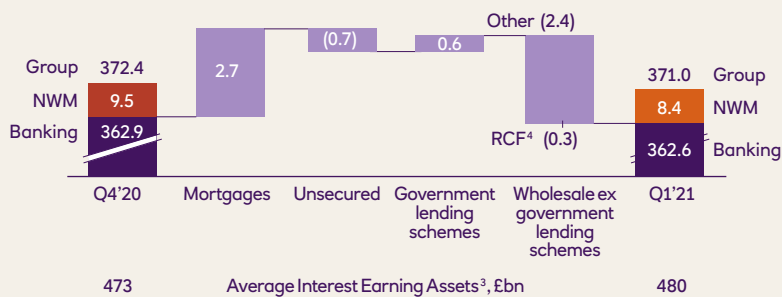 Other (2.4)
(0.7)
0.6
2.7
Group 372.4
NWM 9.5
Banking 362.9
371.0 Group
8.4 NWM
362.6 Banking
RCF⁴ (0.3)
Q4'20 Mortgages Unsecured Government Wholesale ex Q1'21
lending government
schemes lending
schemes
473 Average Interest Earning Assets³, £bn 480